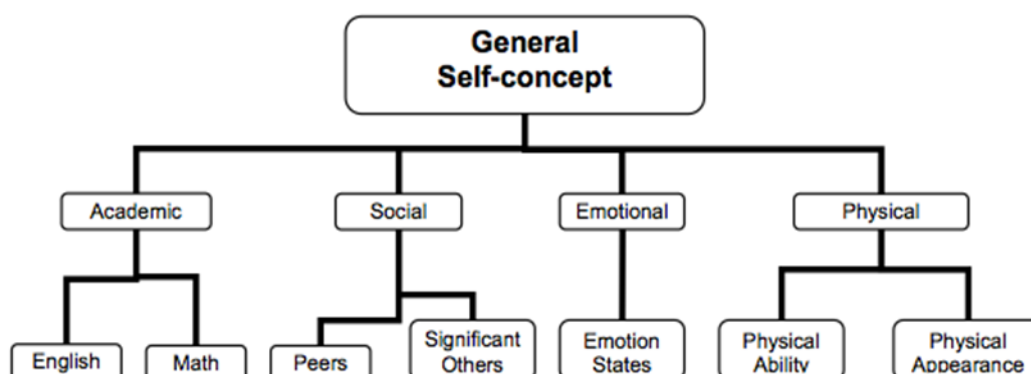 General
Self-concept
Academic
Social
Emotional
Physical
English
Math
Peers
Significant
Others
Emotion
States
Physical
Ability
Physical
Appearance